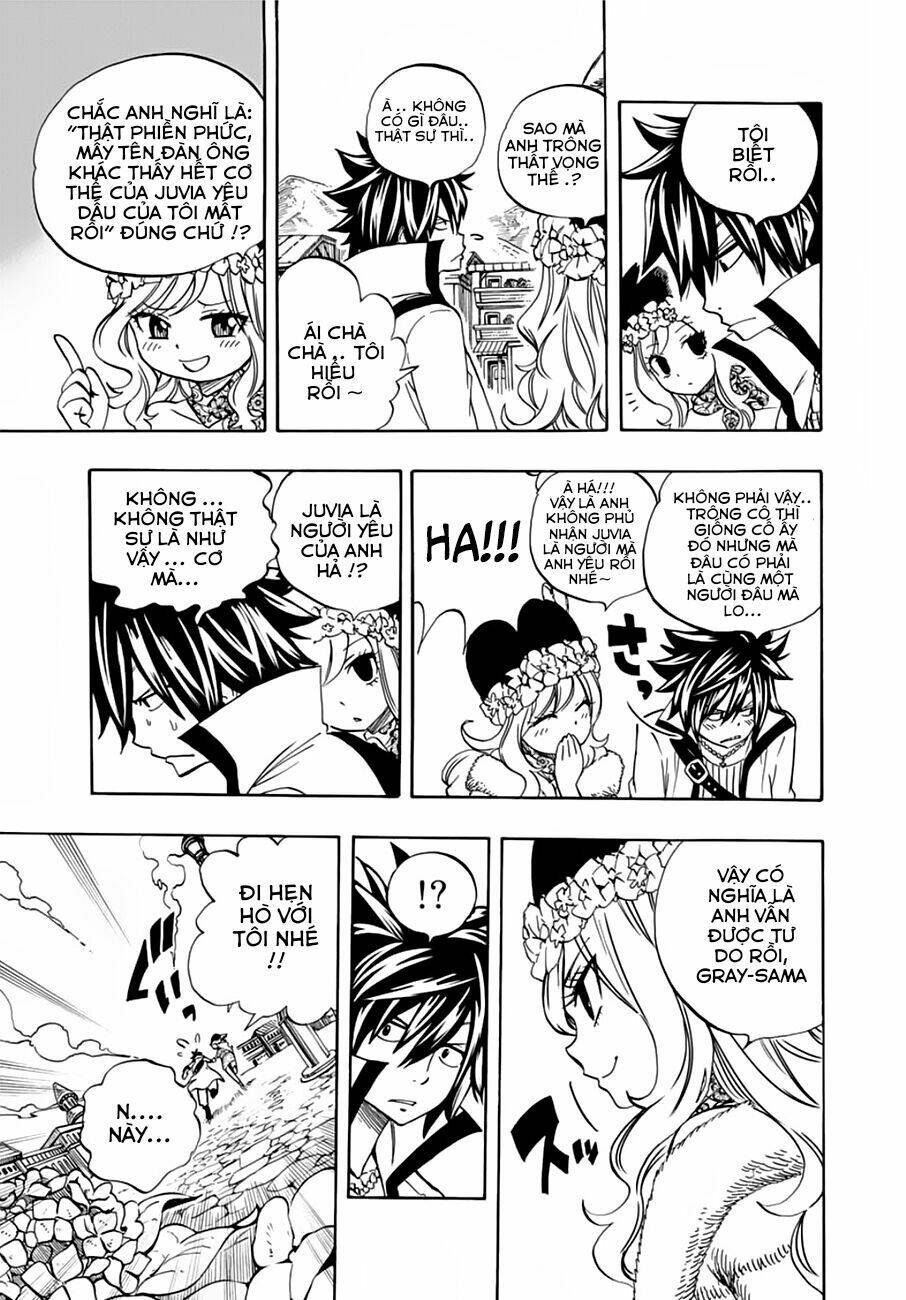 TỘI
BIẾT
RỒI..
SAO MÀ
ANH TRÔNG
THẤT VỌNG
THẾ .?
À .. KHÔNG
CÓ GÌ ĐÂU..
THẬT SỰ THÌ..
ÁI CHÀ
CHÀ .. TÔI
HIỂU
RỒI ~
CHẮC ANH NGHĨ LÀ:
"THẬT PHIỀN PHỨC,
MẤY TÊN ĐÀN ÔNG
KHÁC THẤY HẾT CƠ
THỂ CỦA JUVIA YÊU
DẤU CỦA TÔI MẤT
RỒI" ĐÚNG CHỨ !?
KHÔNG PHẢI VẬY..
TRÔNG CÔ THÌ
GIỐNG CÔ ẤY
ĐÓ NHƯNG MÀ
ĐÂU CÓ PHẢI
LÀ CÙNG MỘT
NGƯỜI ĐÂU MÀ
LO...
さっ
À HÁ!!!
VẬY LÀ ANH
KHÔNG PHỦ
NHẬN JUVIA
LÀ NGƯỜI MÀ
ANH YÊU RỒI
NHÉ~
HA!!!
JUVIA LÀ
NGƯỜI YÊU
CỦA ANH
HẢ !?
KHÔNG ...
KHÔNG THẬT
SỰ LÀ NHƯ
VẬY ... CƠ
MÀ...
VẬY CÓ
NGHĨA LÀ
ANH VẪN
ĐƯỢC TỰ
DO RỒI,
GRAY-SAMA
ズッ
!?
ĐI HẸN
HÒ VỚI
TÔI NHÉ
!!
N....
NÀY...